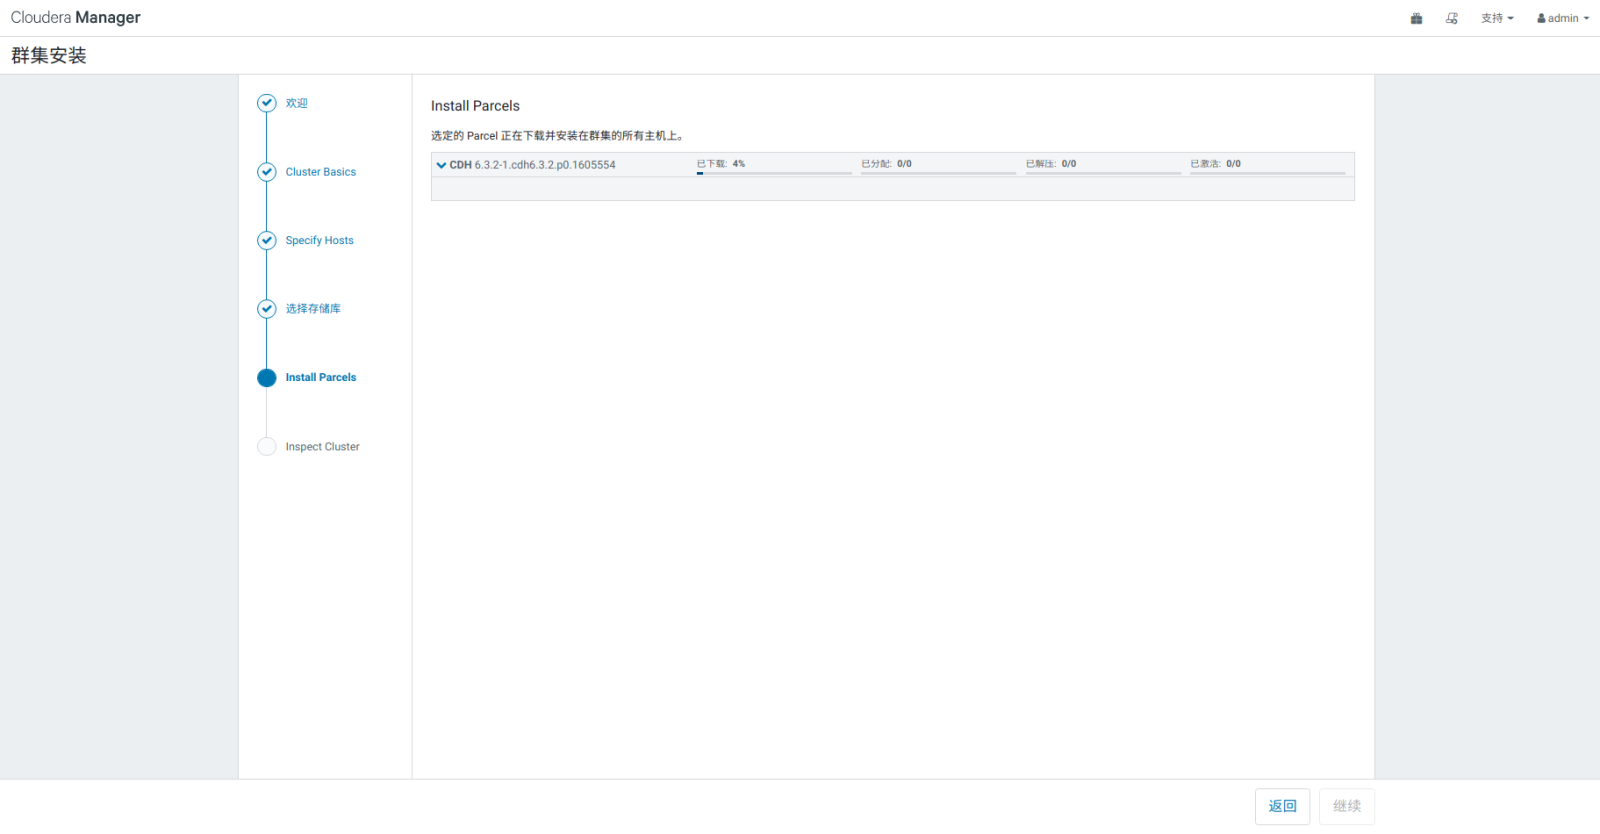 Cloudera Manager
支持
admin
群集安装
欢迎
Cluster Basics
Specify Hosts
选择存储库
Install Parcels
Inspect Cluster
Install Parcels
选定的 Parcel 正在下载并安装在群集的所有主机上。
CDH 6.3.2-1.cdh6.3.2.p0.1605554 已下载: 4% 已分配: 0/0 已解压: 0/0 已激活: 0/0
返回 继续